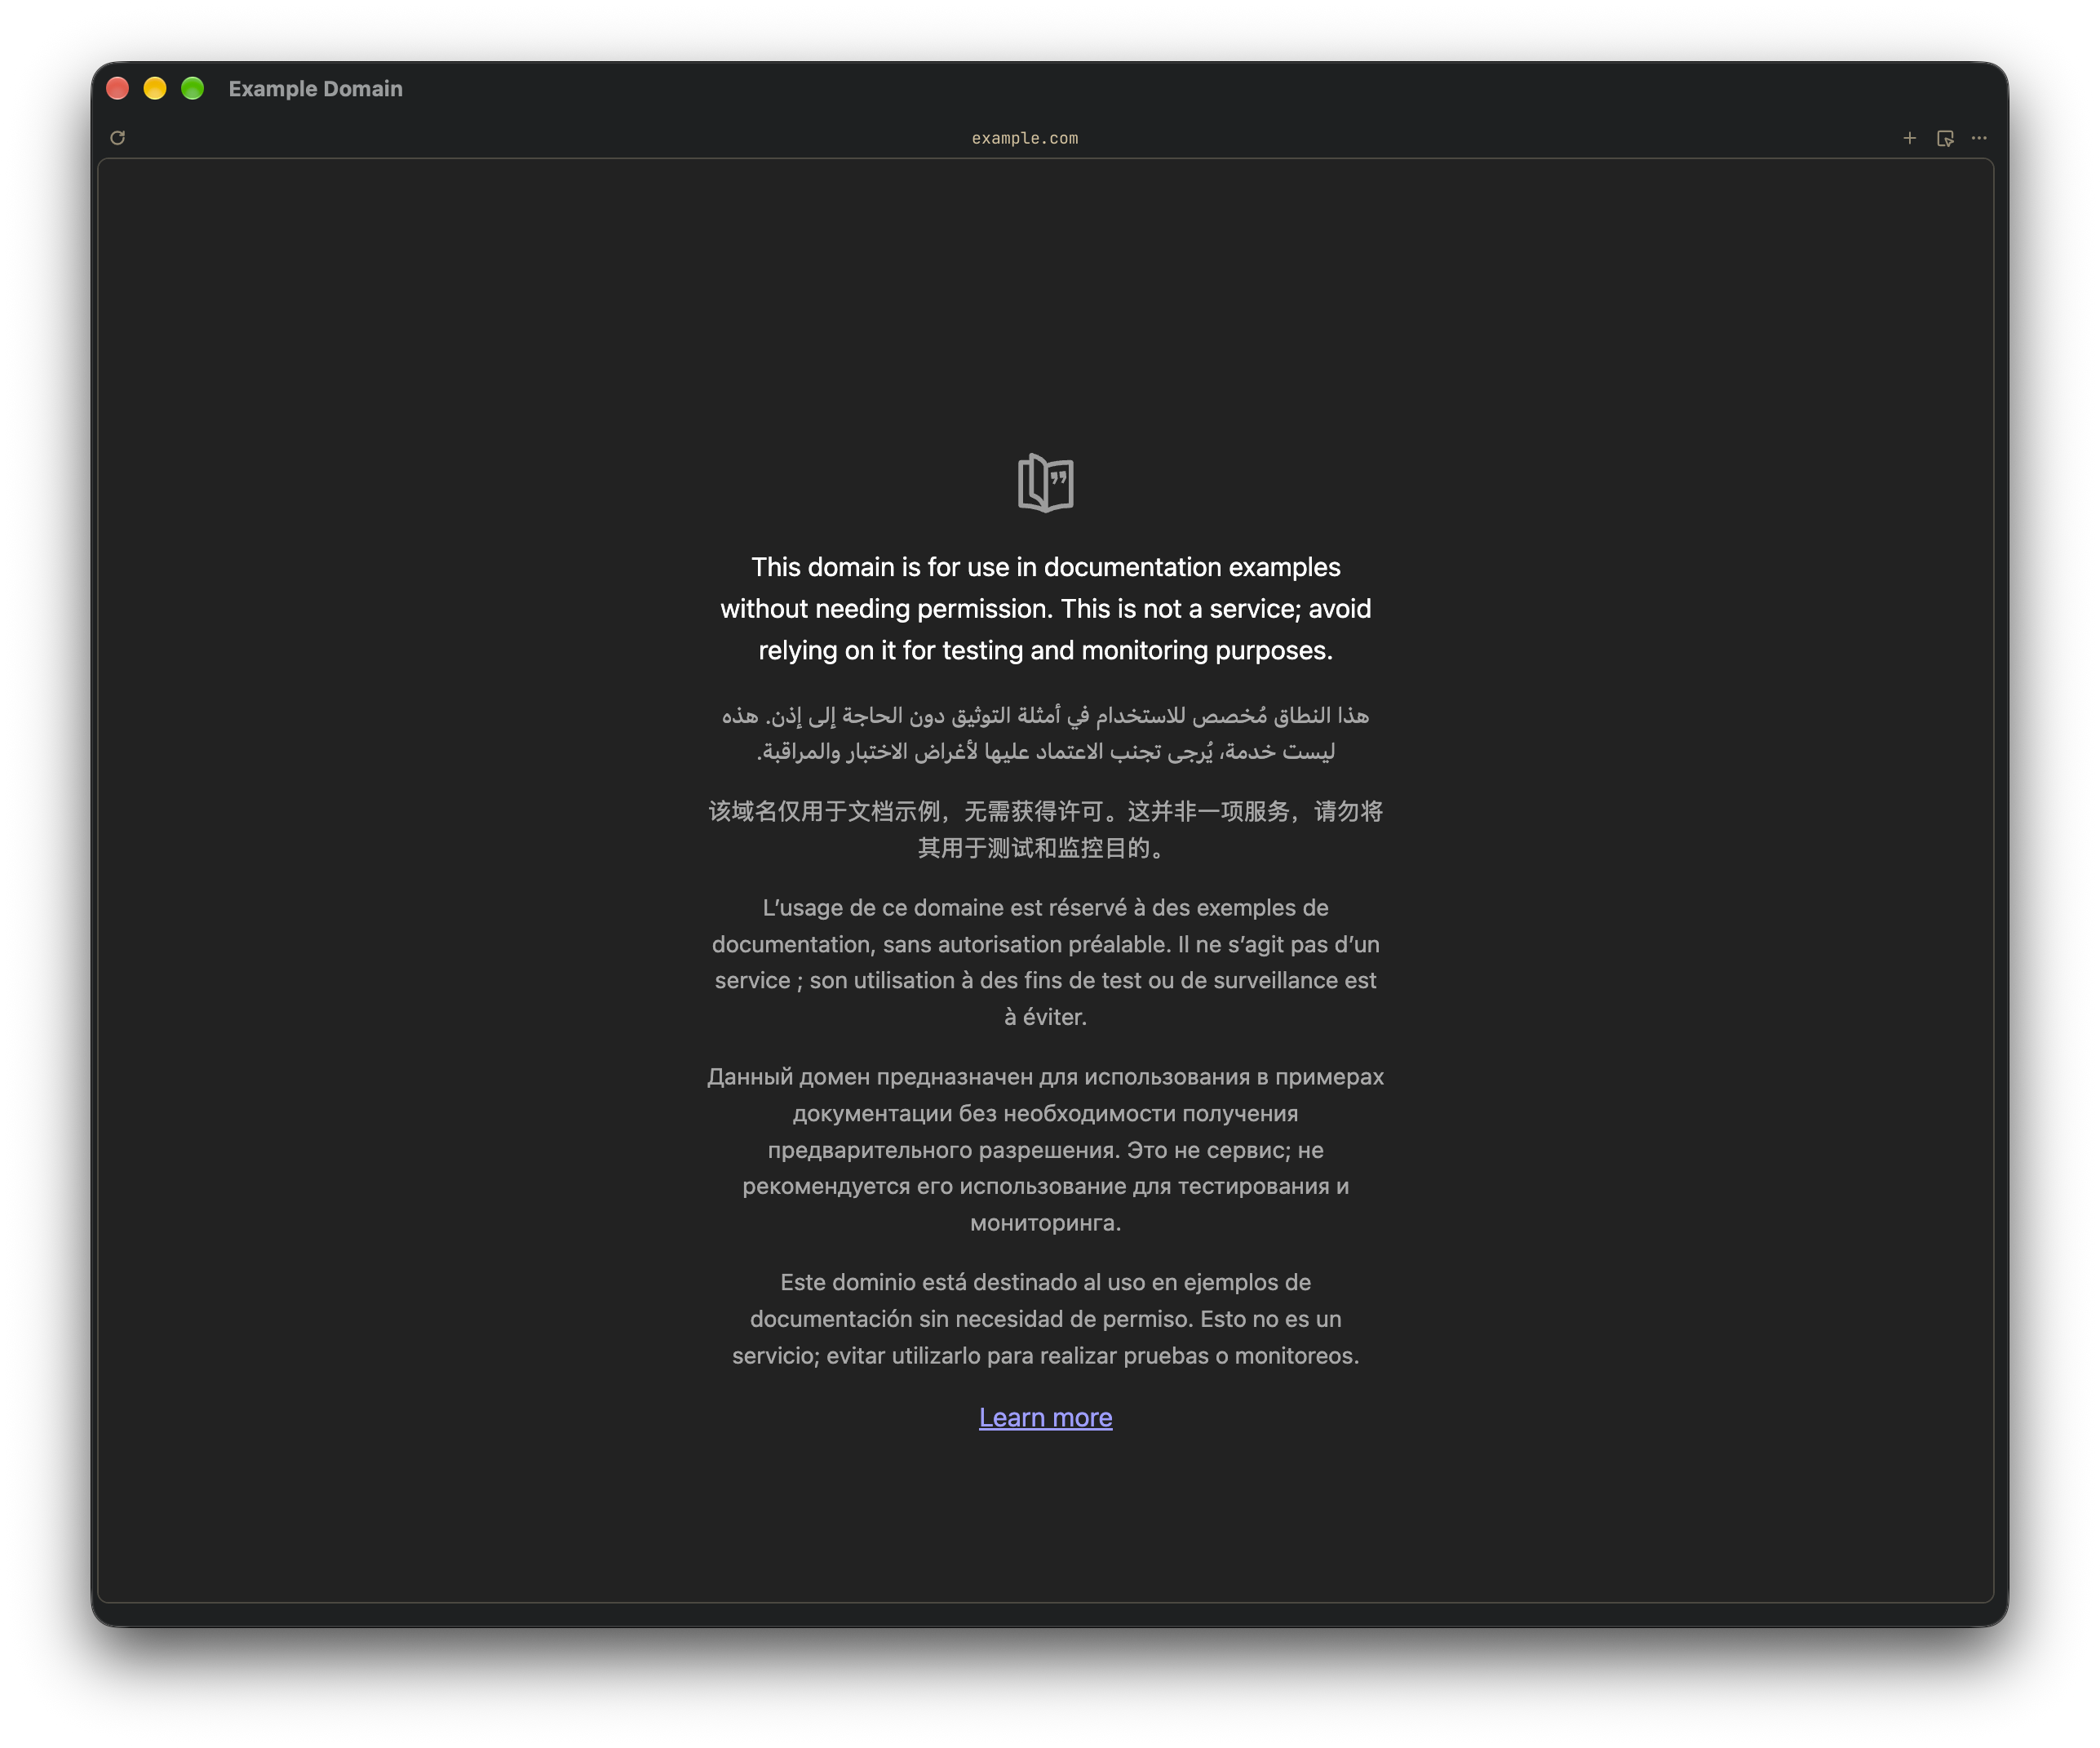 Example Domain
example.com
This domain is for use in documentation examples
without needing permission. This is not a service; avoid
relying on it for testing and monitoring purposes.
هذا النطاق مُخصص للاستخدام في أمثلة التوثيق دون الحاجة إلى إذن. هذه
ليست خدمة، يُرجى تجنب الاعتماد عليها لأغراض الاختبار والمراقبة.
该域名仅用于文档示例，无需获得许可。这并非一项服务，请勿将
其用于测试和监控目的。
L’usage de ce domaine est réservé à des exemples de
documentation, sans autorisation préalable. Il ne s’agit pas d’un
service ; son utilisation à des fins de test ou de surveillance est
à éviter.
Данный домен предназначен для использования в примерах
документации без необходимости получения
предварительного разрешения. Это не сервис; не
рекомендуется его использование для тестирования и
мониторинга.
Este dominio está destinado al uso en ejemplos de
documentación sin necesidad de permiso. Esto no es un
servicio; evitar utilizarlo para realizar pruebas o monitoreos.
Learn more